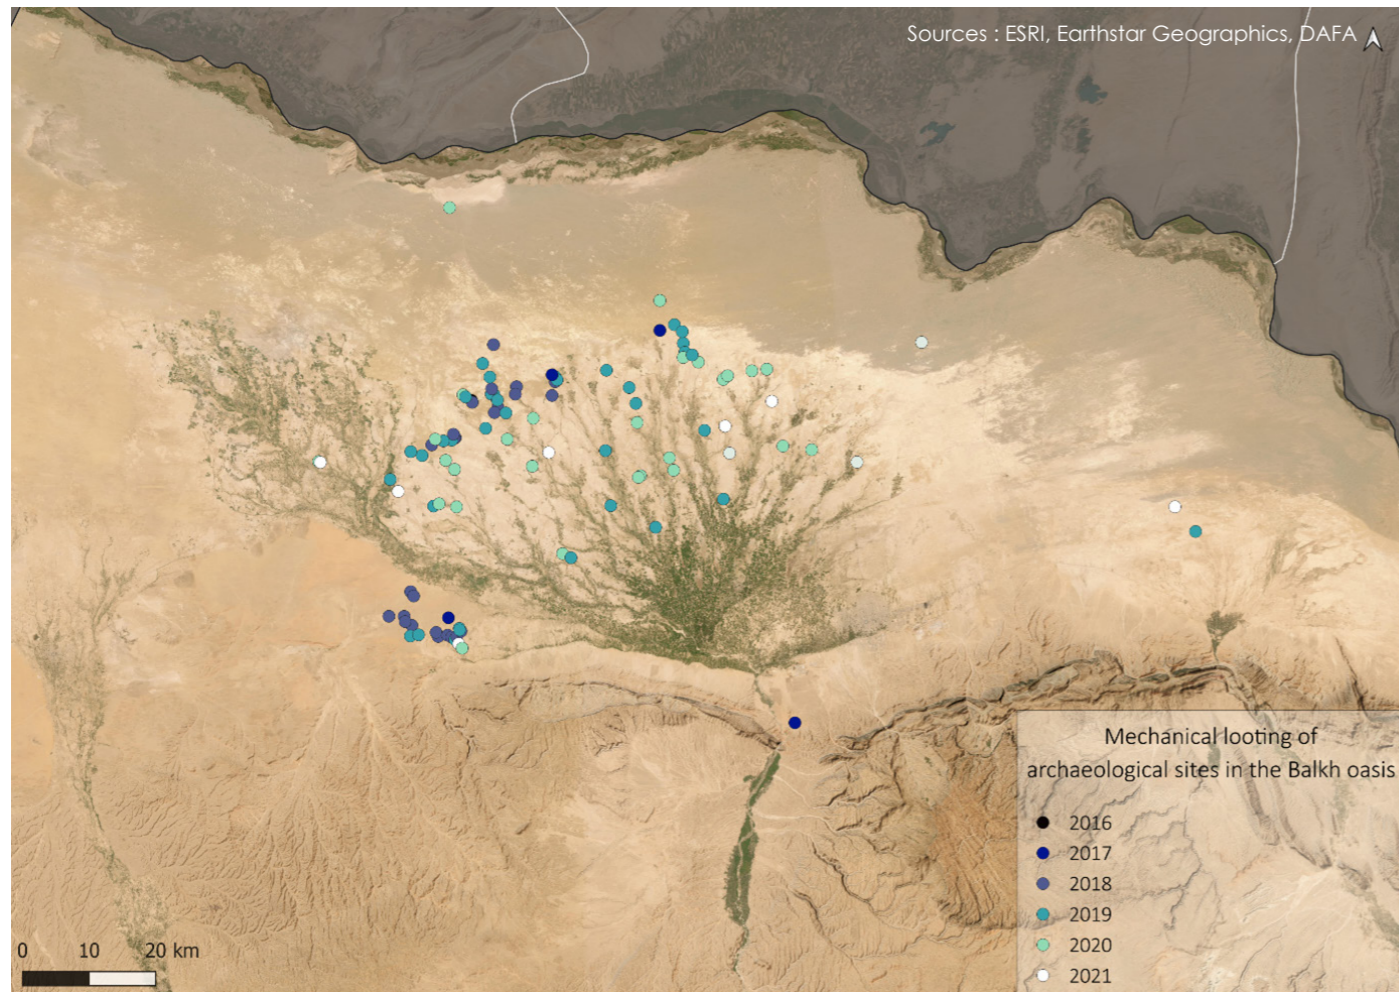 Sources : ESRI, Earthstar Geographics, DAFA
Mechanical looting of
archaeological sites in the Balkh oasis
2016
2017
2018
2019
2020
2021
0 10 20 km